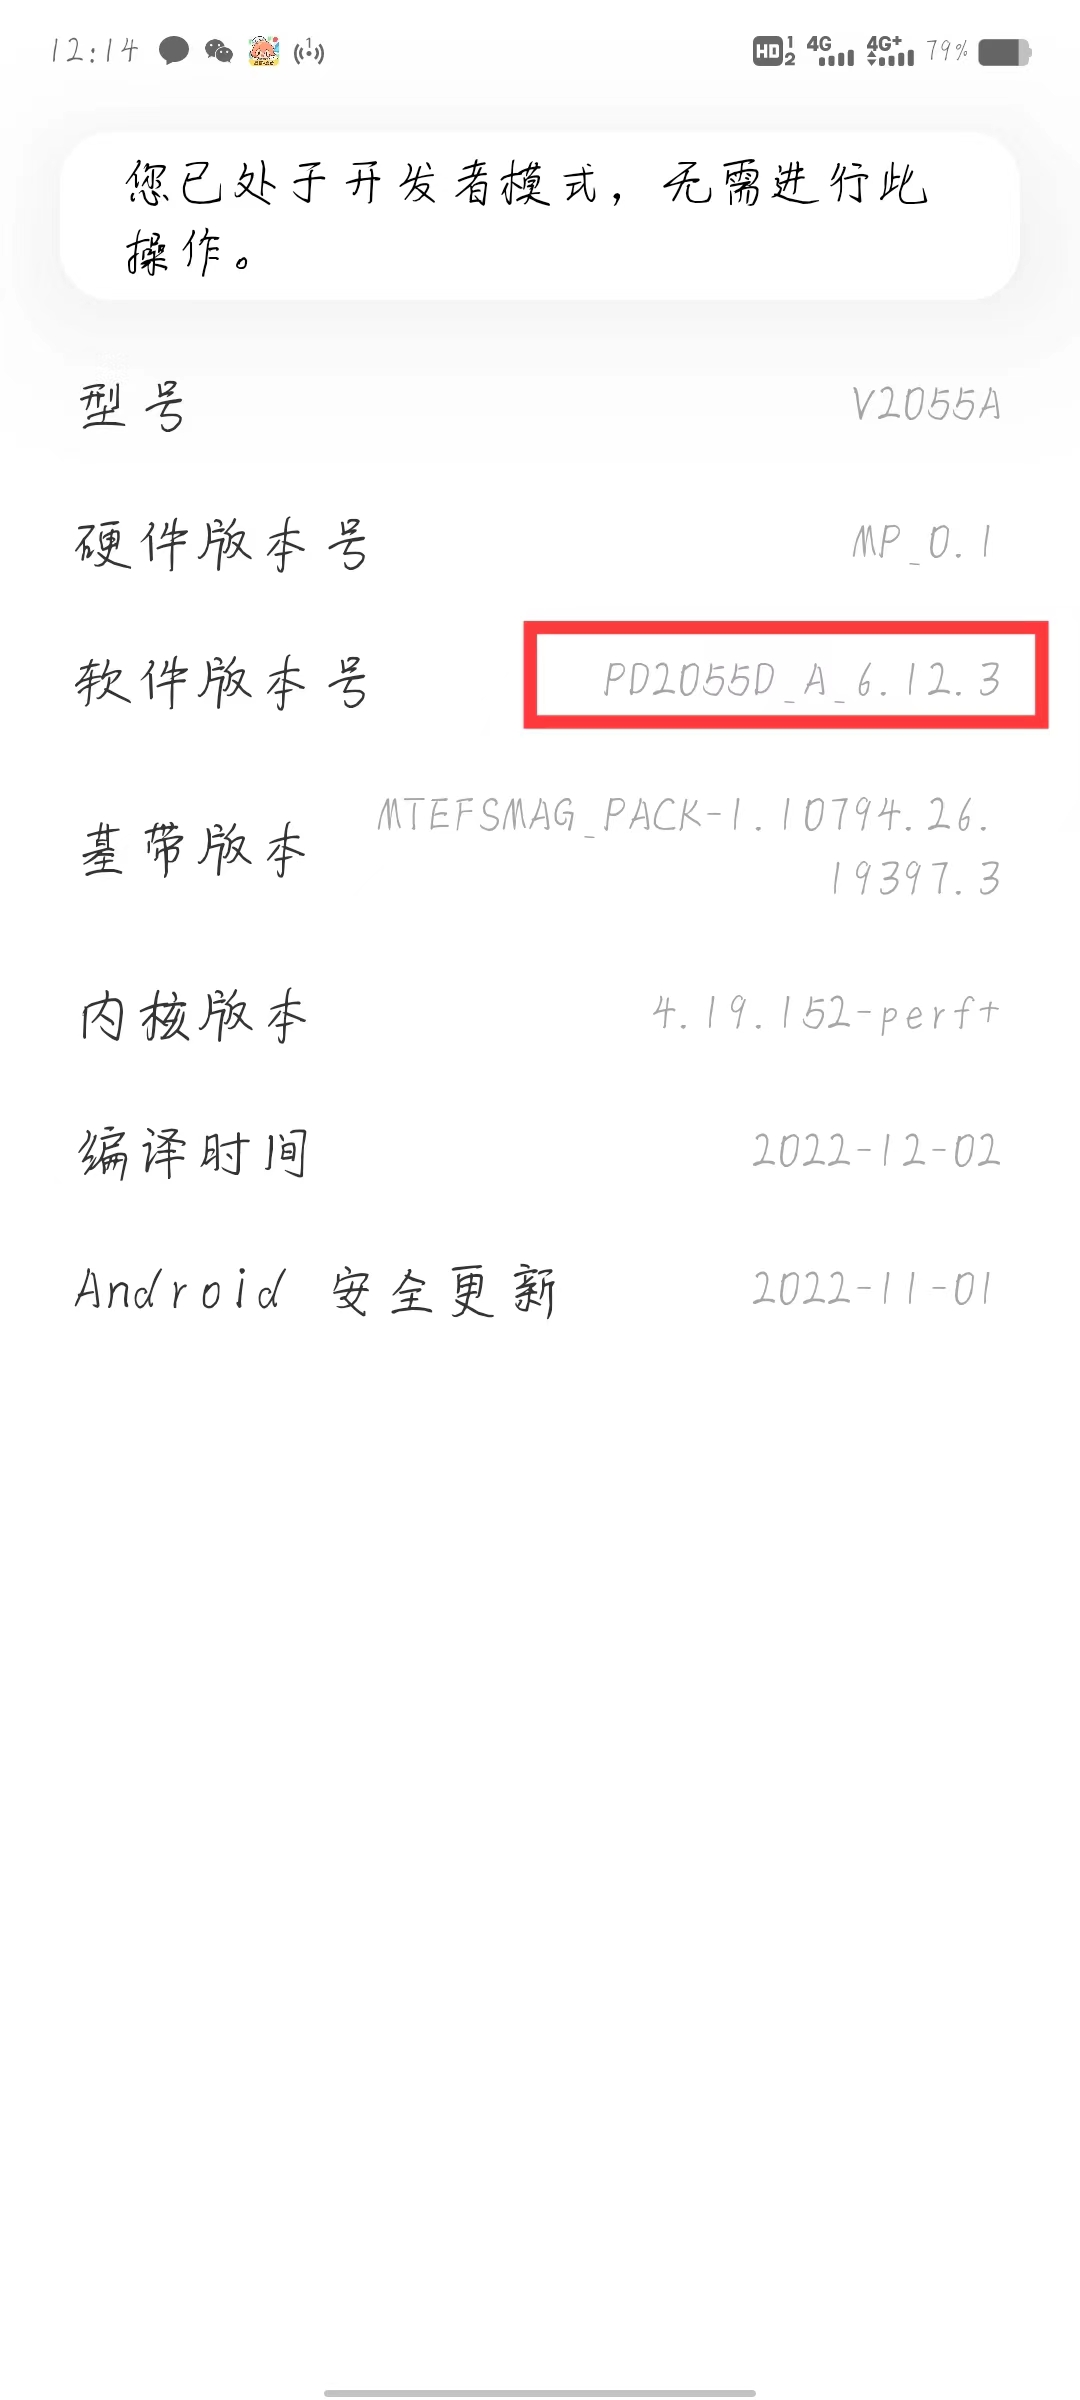 12:14 HD 1 2 4G 4G+ 79%
您已处于开发者模式，无需进行此
操作。
型号 V2055A
硬件版本号 MP_0.1
软件版本号 PD2055D_A_6.12.3
基带版本 MTEFSMAG_PACK-1.10794.26.
19397.3
内核版本 4.19.152-perf+
编译时间 2022-12-02
Android 安全更新 2022-11-01